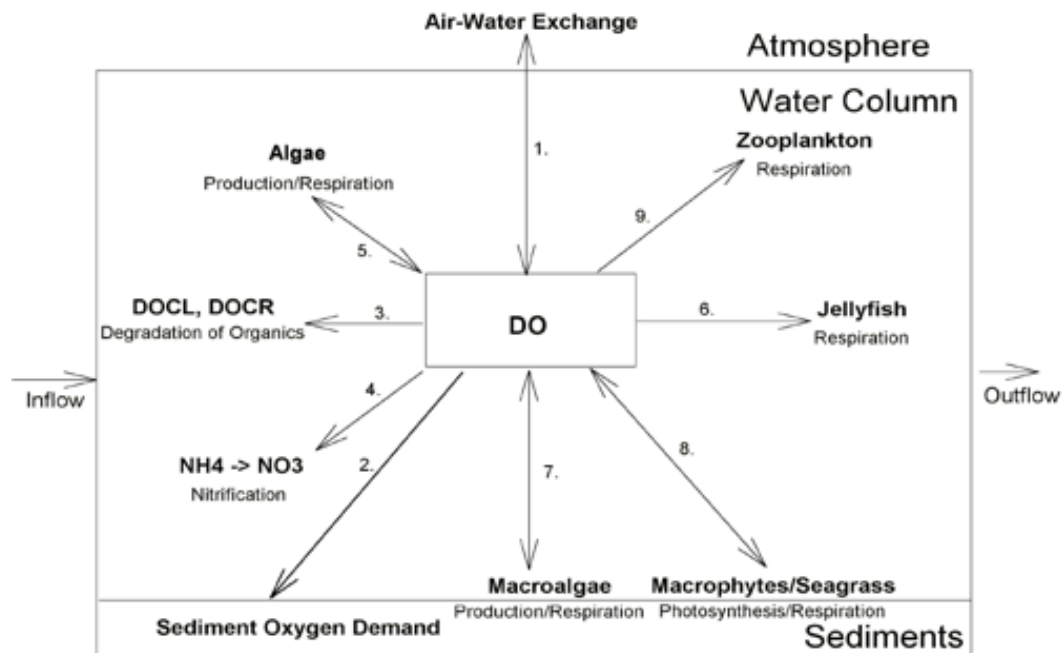 Air-Water Exchange
Atmosphere
Water Column
1.
Algae
Production/Respiration
Zooplankton
Respiration
9.
5.
DOCL, DOCR
Degradation of Organics
3.
DO
6.
Jellyfish
Respiration
Inflow
Outflow
4.
NH4 -> NO3
Nitrification
2.
7.
8.
Macroalgae
Production/Respiration
Macrophytes/Seagrass
Photosynthesis/Respiration
Sediment Oxygen Demand
Sediments